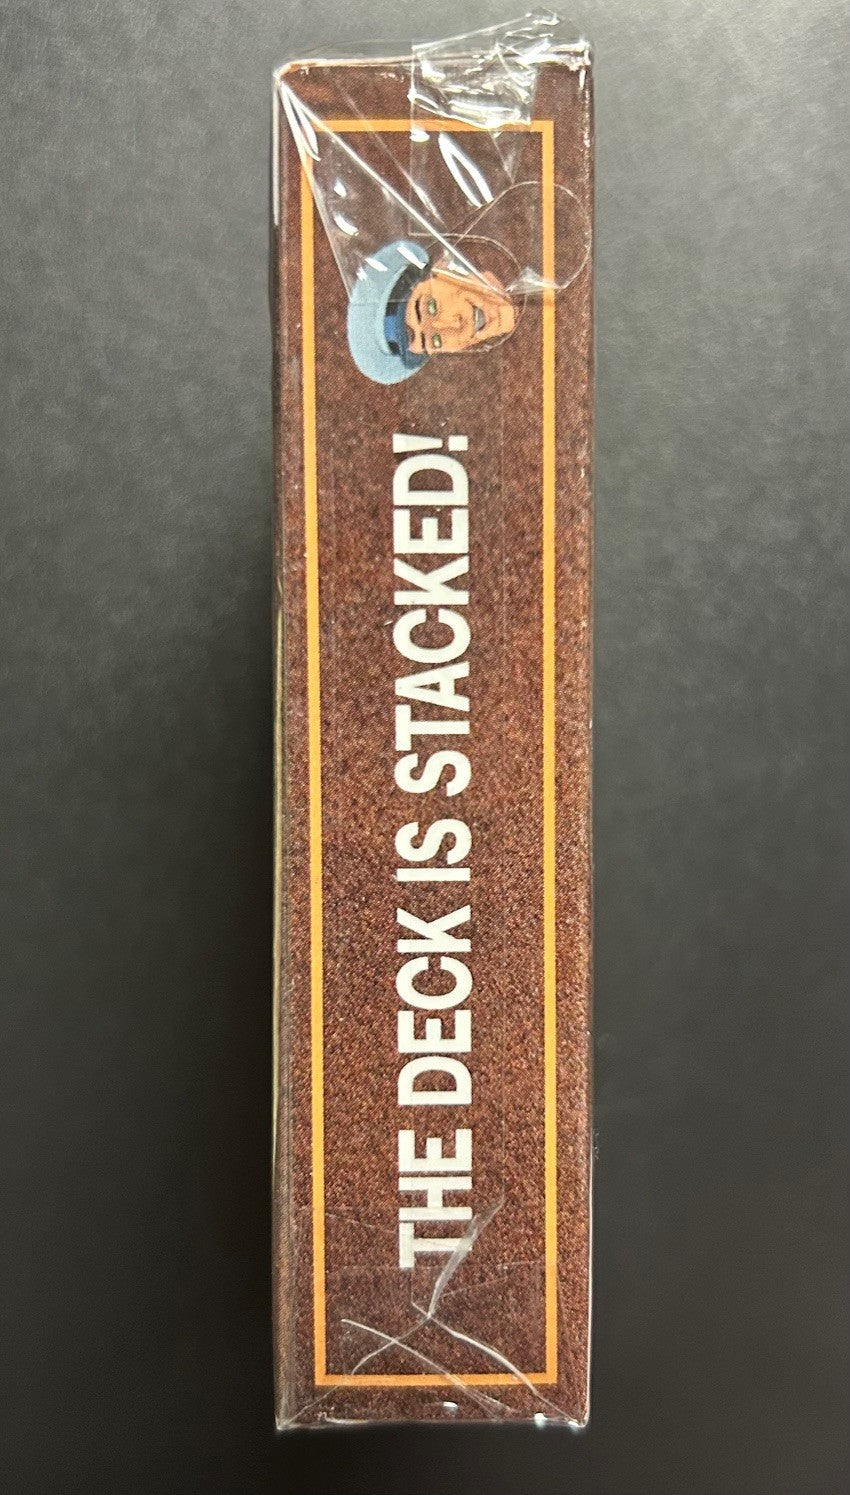 THE DECK IS STACKED!